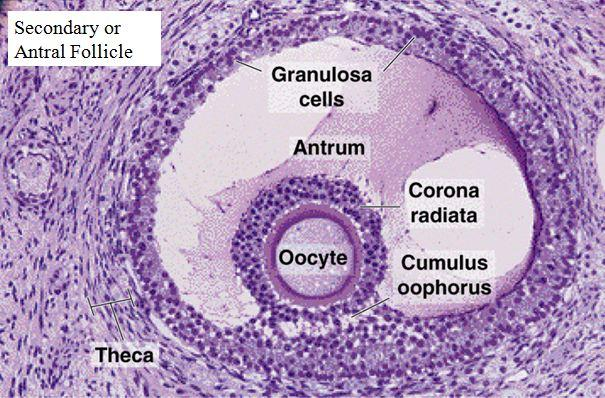 Secondary or
Antral Follicle
Granulosa
cells
Antrum
Corona
radiata
Oocyte
Cumulus
oophorus
Theca